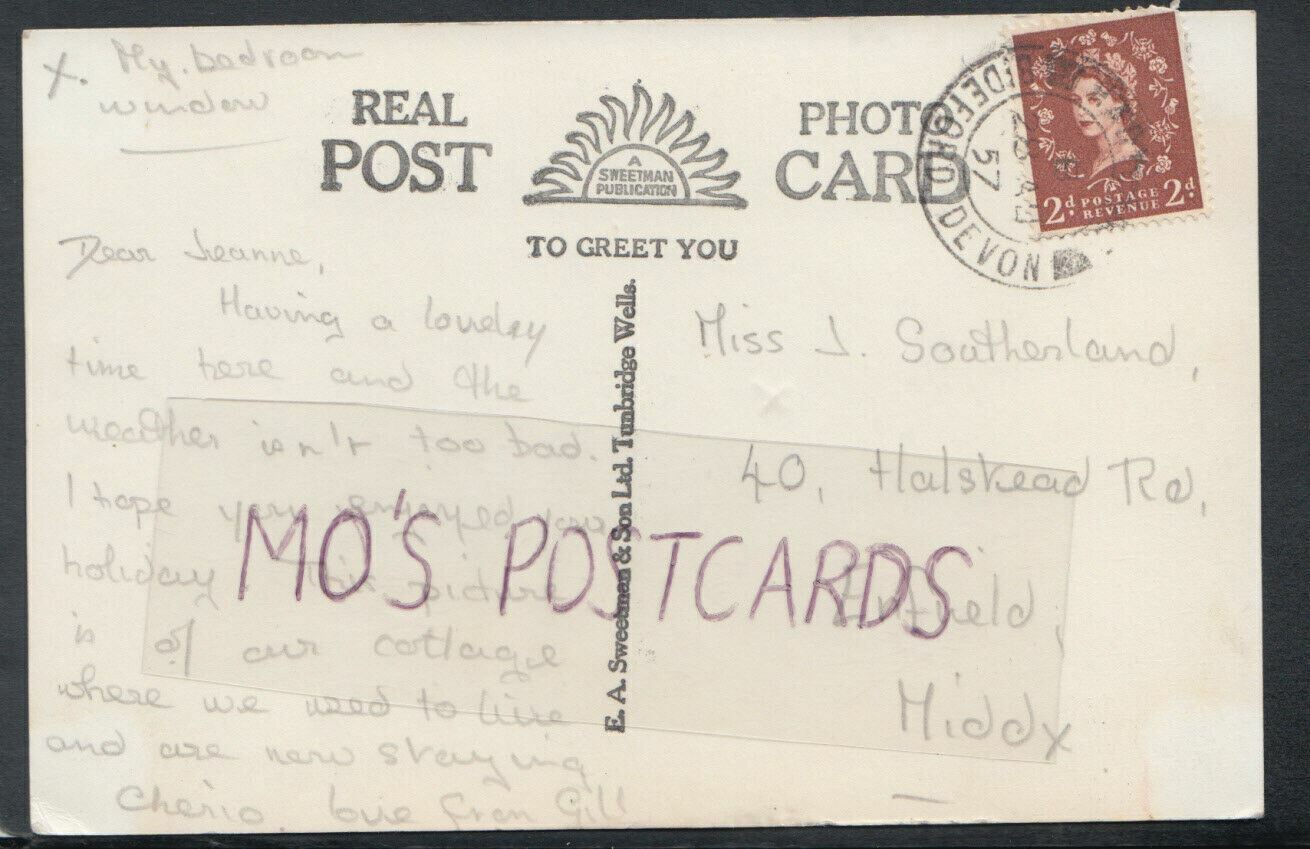 X. My. bedroom
window
REAL
POST
A
SWEETMAN
PUBLICATION
TO GREET YOU
PHOTO
CARD
BIDEFORD DEVON
57
2d POSTAGE 2d
REVENUE
Dear Jeanne,
Having a lovely
time here and the
weather isn't too bad.
I hope you enjoyed your
holiday. This picture
is of our cottage
where we used to live
and are now staying
Cherio, love from Gill
E. A. Sweetman & Son Ltd. Tunbridge Wells.
Miss J. Southerland,
40, Halstead Rd,
Enfield,
Middx
MO'S POSTCARDS